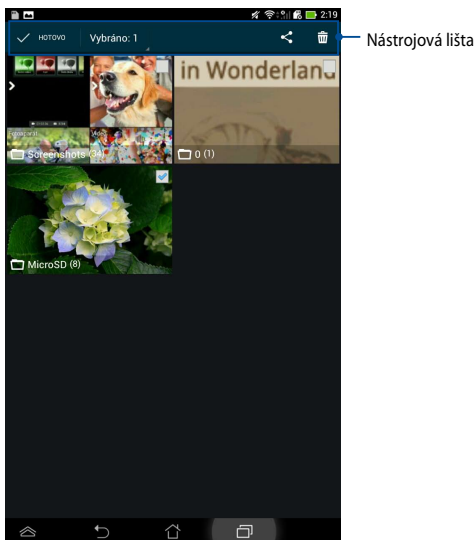 2:19
HOTOVO Vybráno: 1
Nástrojová lišta
in Wonderland
Screenshots (34)
0 (1)
MicroSD (8)